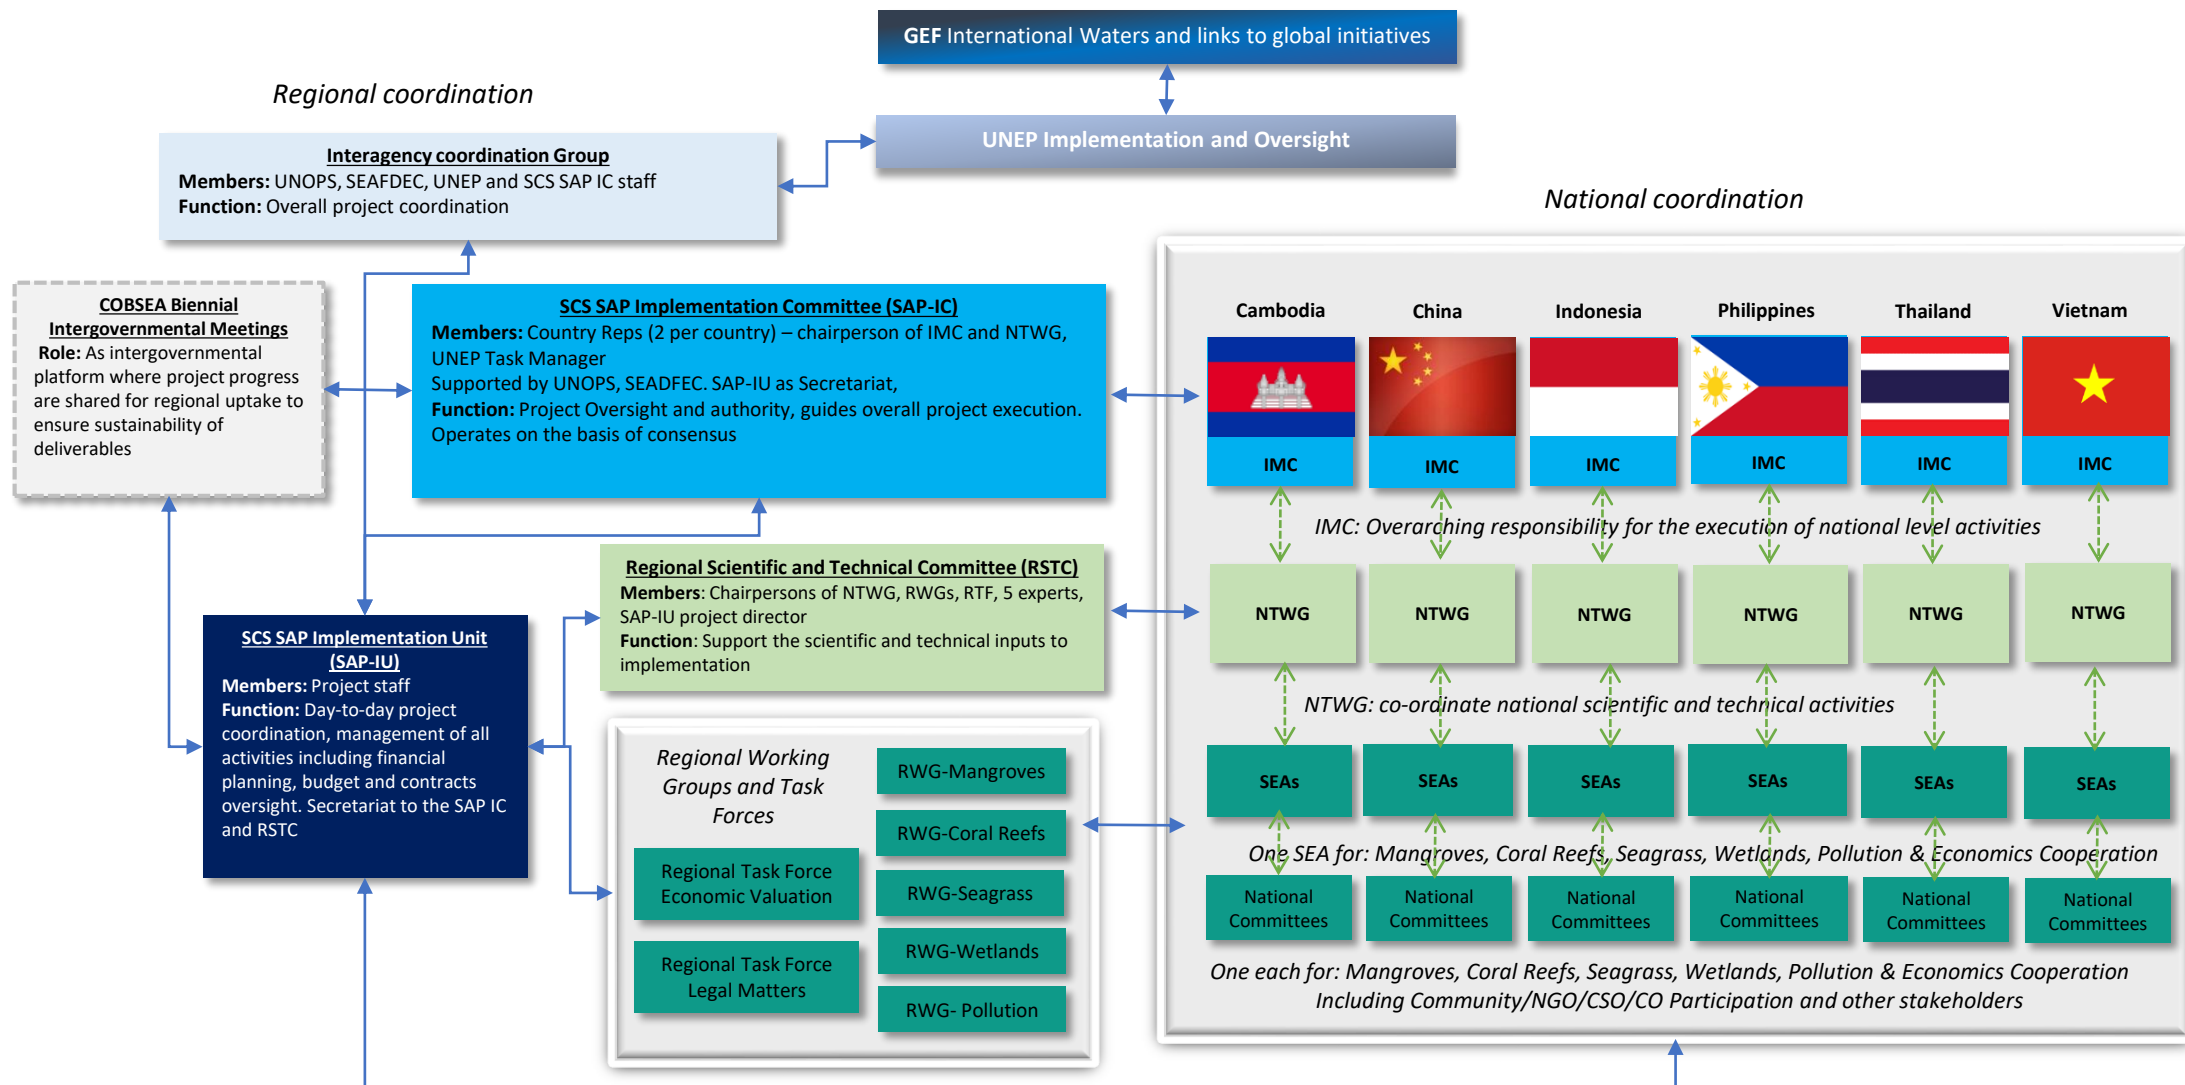 GEF International Waters and links to global initiatives
Regional coordination
UNEP Implementation and Oversight
Interagency coordination Group
Members: UNOPS, SEAFDEC, UNEP and SCS SAP IC staff
Function: Overall project coordination
National coordination
COBSEA Biennial
Intergovernmental Meetings
Role: As intergovernmental
platform where project progress
are shared for regional uptake to
ensure sustainability of
deliverables
SCS SAP Implementation Committee (SAP-IC)
Members: Country Reps (2 per country) – chairperson of IMC and NTWG,
UNEP Task Manager
Supported by UNOPS, SEADFEC. SAP-IU as Secretariat,
Function: Project Oversight and authority, guides overall project execution.
Operates on the basis of consensus
Regional Scientific and Technical Committee (RSTC)
Members: Chairpersons of NTWG, RWGs, RTF, 5 experts,
SAP-IU project director
Function: Support the scientific and technical inputs to
implementation
SCS SAP Implementation Unit
(SAP-IU)
Members: Project staff
Function: Day-to-day project
coordination, management of all
activities including financial
planning, budget and contracts
oversight. Secretariat to the SAP IC
and RSTC
Regional Working
Groups and Task
Forces
Regional Task Force
Economic Valuation
Regional Task Force
Legal Matters
RWG-Mangroves
RWG-Coral Reefs
RWG-Seagrass
RWG-Wetlands
RWG- Pollution
Cambodia China Indonesia Philippines Thailand Vietnam
IMC IMC IMC IMC IMC IMC
IMC: Overarching responsibility for the execution of national level activities
NTWG NTWG NTWG NTWG NTWG NTWG
NTWG: co-ordinate national scientific and technical activities
SEAs SEAs SEAs SEAs SEAs SEAs
One SEA for: Mangroves, Coral Reefs, Seagrass, Wetlands, Pollution & Economics Cooperation
National National National National National National
Committees Committees Committees Committees Committees Committees
One each for: Mangroves, Coral Reefs, Seagrass, Wetlands, Pollution & Economics Cooperation
Including Community/NGO/CSO/CO Participation and other stakeholders